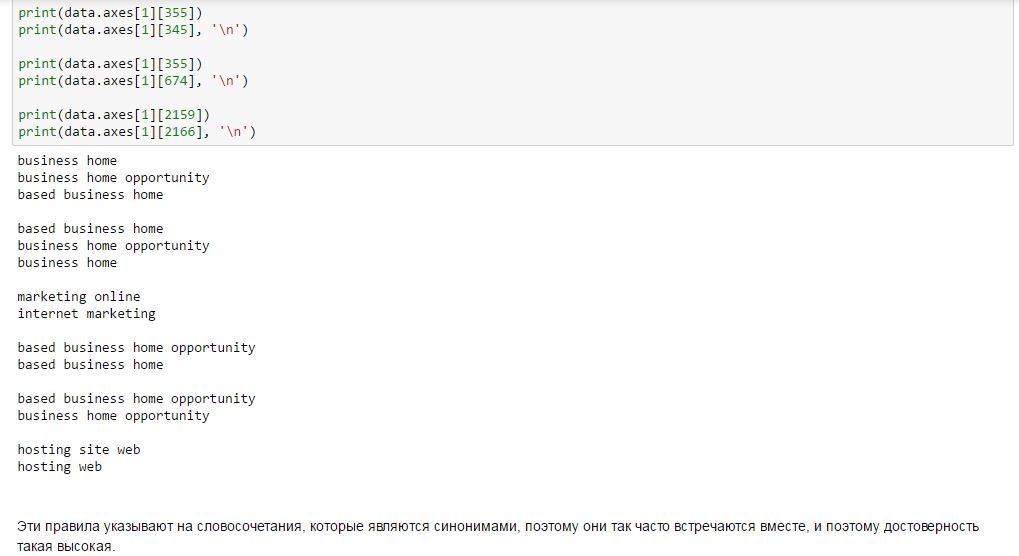 print(data.axes[1][355])
print(data.axes[1][345], '\n')
print(data.axes[1][355])
print(data.axes[1][674], '\n')
print(data.axes[1][2159])
print(data.axes[1][2166], '\n')
business home
business home opportunity
based business home
based business home
business home opportunity
business home
marketing online
internet marketing
based business home opportunity
based business home
based business home opportunity
business home opportunity
hosting site web
hosting web
Эти правила указывают на словосочетания, которые являются синонимами, поэтому они так часто встречаются вместе, и поэтому достоверность
такая высокая.